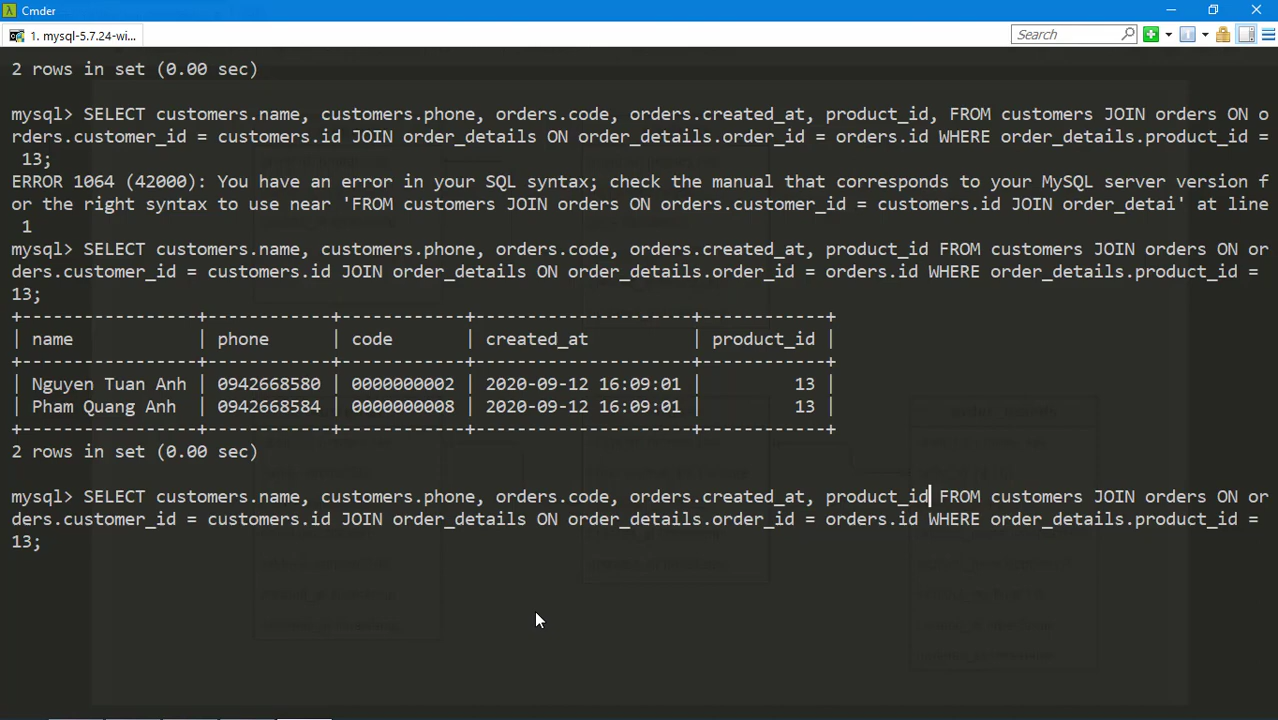 Cmder
1. mysql-5.7.24-wi...
Search
2 rows in set (0.00 sec)
mysql> SELECT customers.name, customers.phone, orders.code, orders.created_at, product_id, FROM customers JOIN orders ON o
rders.customer_id = customers.id JOIN order_details ON order_details.order_id = orders.id WHERE order_details.product_id =
13;
ERROR 1064 (42000): You have an error in your SQL syntax; check the manual that corresponds to your MySQL server version f
or the right syntax to use near 'FROM customers JOIN orders ON orders.customer_id = customers.id JOIN order_detai' at line
1
mysql> SELECT customers.name, customers.phone, orders.code, orders.created_at, product_id FROM customers JOIN orders ON or
ders.customer_id = customers.id JOIN order_details ON order_details.order_id = orders.id WHERE order_details.product_id =
13;
+----------------+------------+------------+---------------------+------------+
| name | phone | code | created_at | product_id |
+----------------+------------+------------+---------------------+------------+
| Nguyen Tuan Anh | 0942668580 | 0000000002 | 2020-09-12 16:09:01 | 13 |
| Pham Quang Anh | 0942668584 | 0000000008 | 2020-09-12 16:09:01 | 13 |
+----------------+------------+------------+---------------------+------------+
2 rows in set (0.00 sec)
mysql> SELECT customers.name, customers.phone, orders.code, orders.created_at, product_id FROM customers JOIN orders ON or
ders.customer_id = customers.id JOIN order_details ON order_details.order_id = orders.id WHERE order_details.product_id =
13;